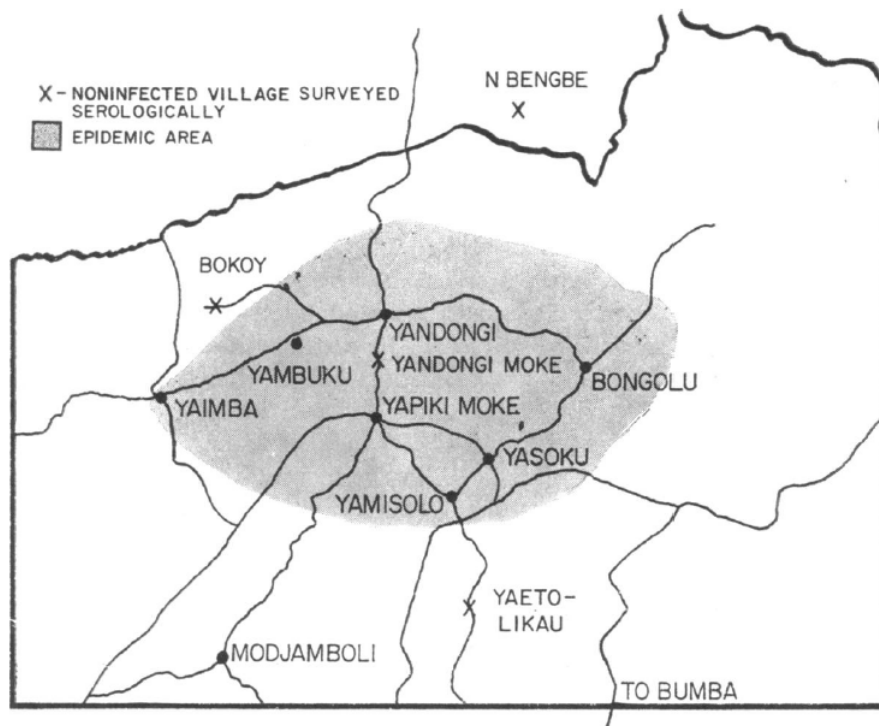 X - NONINFECTED VILLAGE SURVEYED
SEROLOGICALLY
EPIDEMIC AREA
N BENGBE
X
BOKOY
X
YANDONGI
X YANDONGI MOKE
YAMBUKU
BONGOLU
YAIMBA
YAPIKI MOKE
YASOKU
YAMISOLO
X
YAETO-
LIKAU
MODJAMBOLI
TO BUMBA